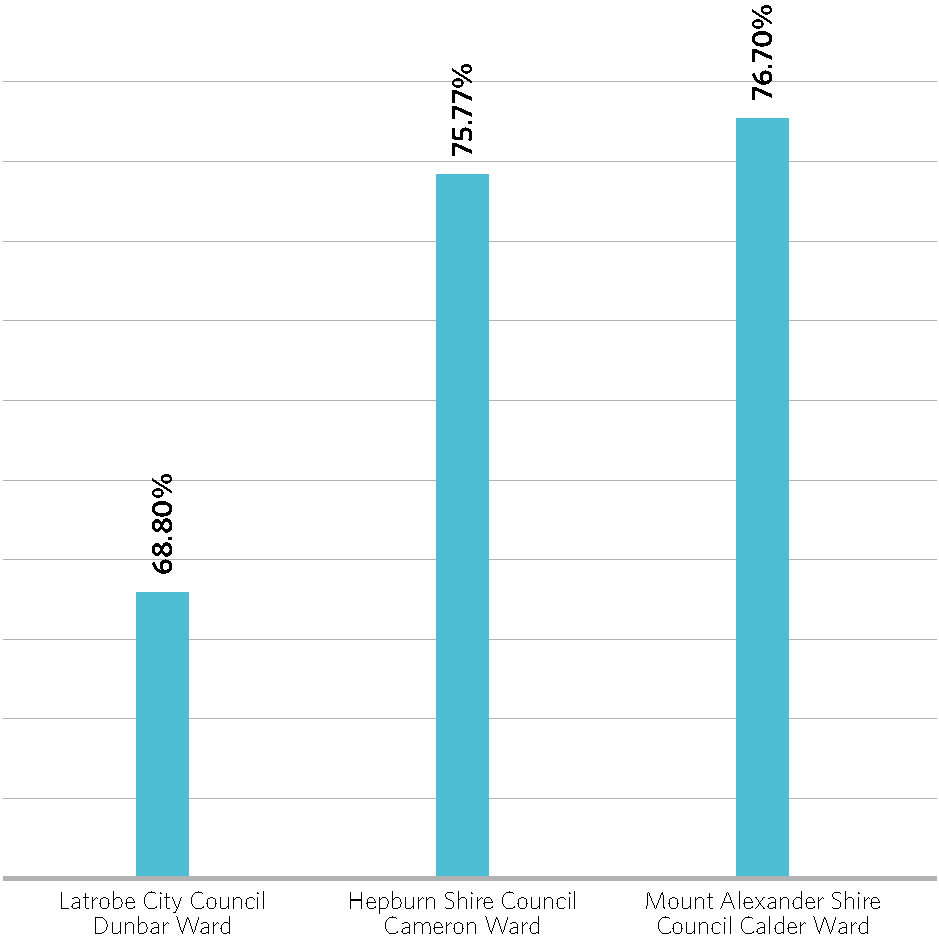 68.80%
75.77%
76.70%
Latrobe City Council
Dunbar Ward
Hepburn Shire Council
Cameron Ward
Mount Alexander Shire
Council Calder Ward